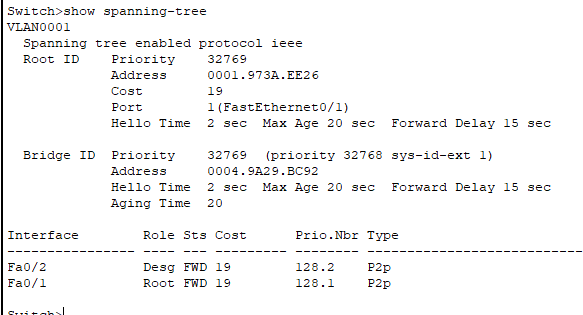 Switch>show spanning-tree
VLAN0001
Spanning tree enabled protocol ieee
Root ID Priority 32769
Address 0001.973A.EE26
Cost 19
Port 1(FastEthernet0/1)
Hello Time 2 sec Max Age 20 sec Forward Delay 15 sec
Bridge ID Priority 32769 (priority 32768 sys-id-ext 1)
Address 0004.9A29.BC92
Hello Time 2 sec Max Age 20 sec Forward Delay 15 sec
Aging Time 20
Interface Role Sts Cost Prio.Nbr Type
---------------- ---- --- --------- -------- --------------------------------
Fa0/2 Desg FWD 19 128.2 P2p
Fa0/1 Root FWD 19 128.1 P2p
Switch>